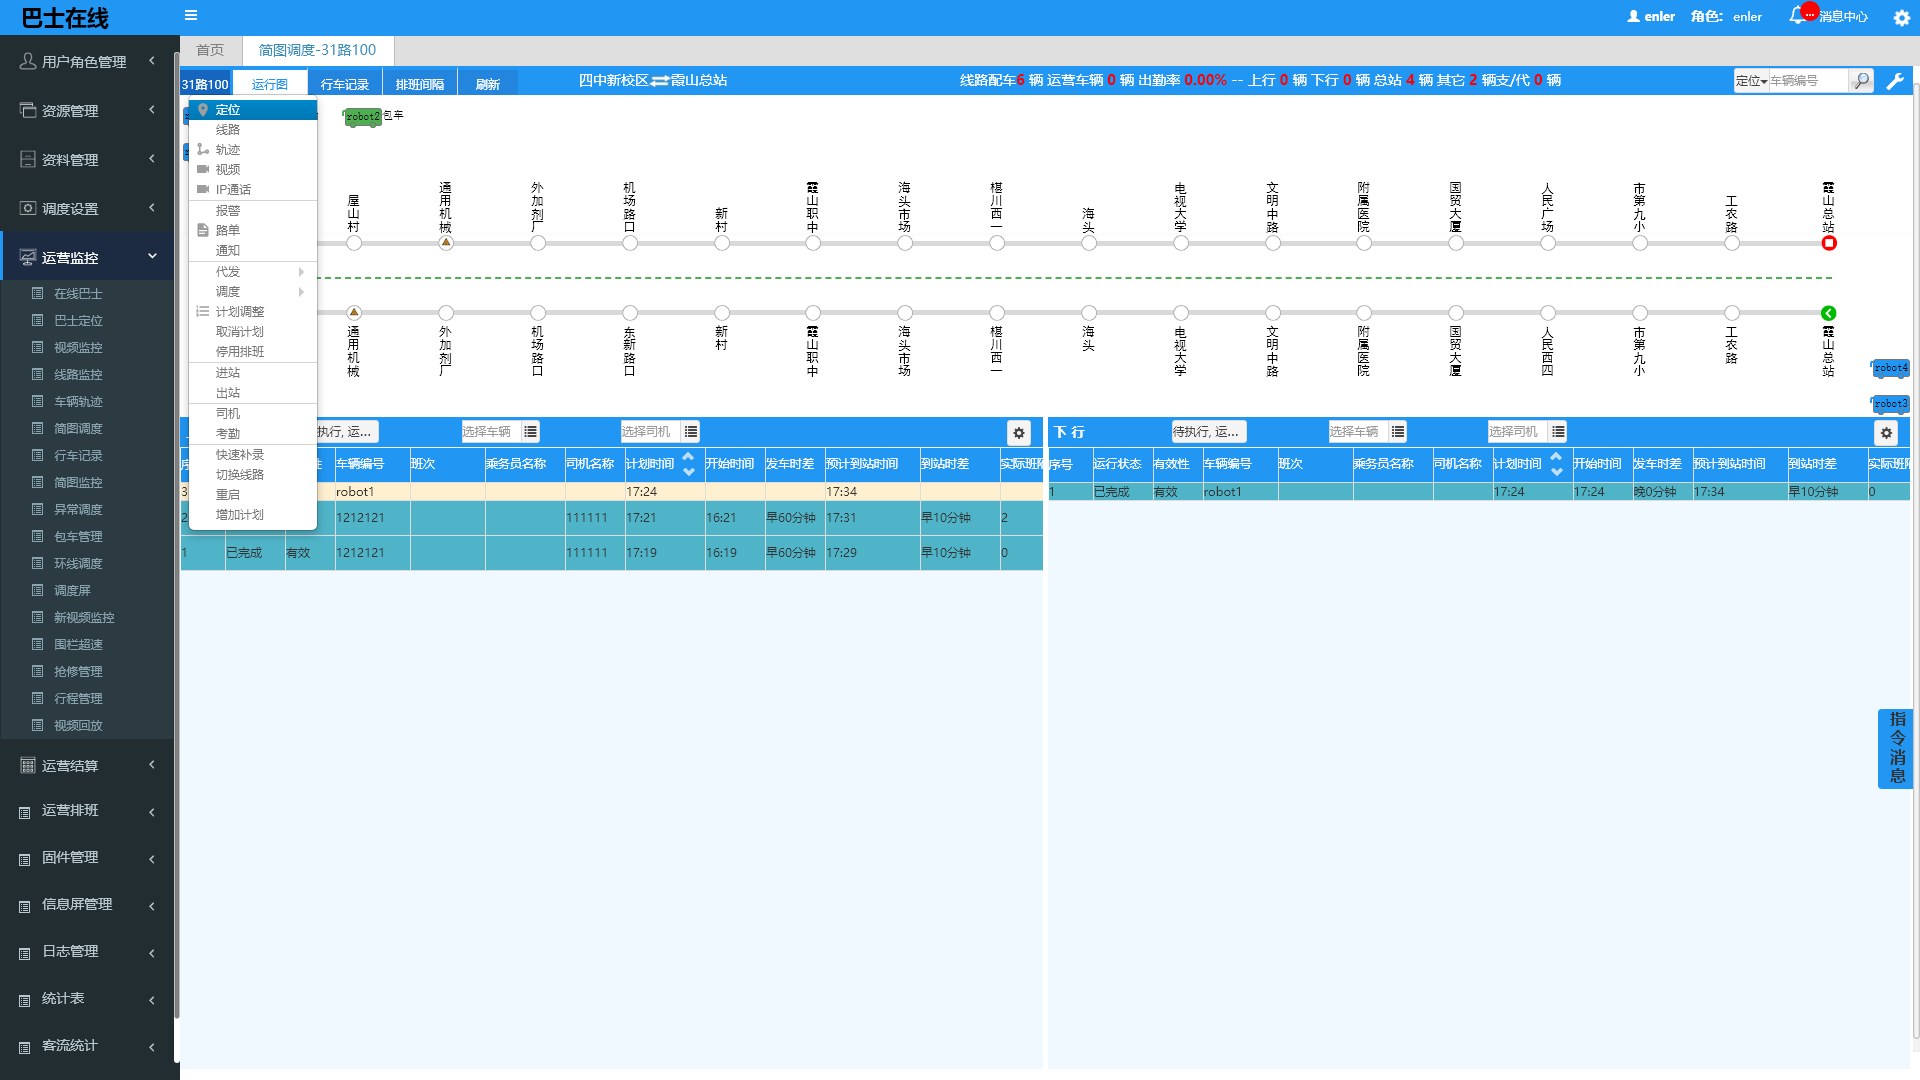 巴士在线
enler 角色: enler 消息中心
用户角色管理
资源管理
资料管理
调度设置
运营监控
在线巴士
巴士定位
视频监控
线路监控
车辆轨迹
简图调度
行车记录
简图监控
异常调度
包车管理
环线调度
调度屏
新视频监控
围栏超速
抢修管理
行程管理
视频回放
运营结算
运营排班
固件管理
信息屏管理
日志管理
统计表
客流统计
首页 简图调度-31路100
31路100 运行图 行车记录 排班间隔 刷新 四中新校区 霞山总站 线路配车6 辆 运营车辆 0 辆 出勤率 0.00% -- 上行 0 辆 下行 0 辆 总站 4 辆 其它 2 辆支/代 0 辆 定位 车辆编号
定位
线路
轨迹
视频
IP通话
报警
路单
通知
代发
调度
计划调整
取消计划
停用排班
进站
出站
司机
考勤
快速补录
切换线路
重启
增加计划
robot2 包车
屋山村
通用机械
外加剂厂
机场路口
新村
霞山职中
海头市场
椹川西一
海头
电视大学
文明中路
附属医院
国贸大厦
人民广场
市第九小
工农路
霞山总站
通用机械
外加剂厂
机场路口
东新路口
新村
霞山职中
海头市场
椹川西一
海头
电视大学
文明中路
附属医院
国贸大厦
人民西四
市第九小
工农路
霞山总站
robot4
robot3
执行, 运... 选择车辆 选择司机
车辆编号 班次 乘务员名称 司机名称 计划时间 开始时间 发车时差 预计到站时间 到站时差 实际班
3 robot1 17:24 17:34
2 1212121 111111 17:21 16:21 早60分钟 17:31 早10分钟 2
1 已完成 有效 1212121 111111 17:19 16:19 早60分钟 17:29 早10分钟 0
下行 待执行, 运... 选择车辆 选择司机
序号 运行状态 有效性 车辆编号 班次 乘务员名称 司机名称 计划时间 开始时间 发车时差 预计到站时间 到站时差 实际班
1 已完成 有效 robot1 17:24 17:24 晚0分钟 17:34 早10分钟 0
指令消息